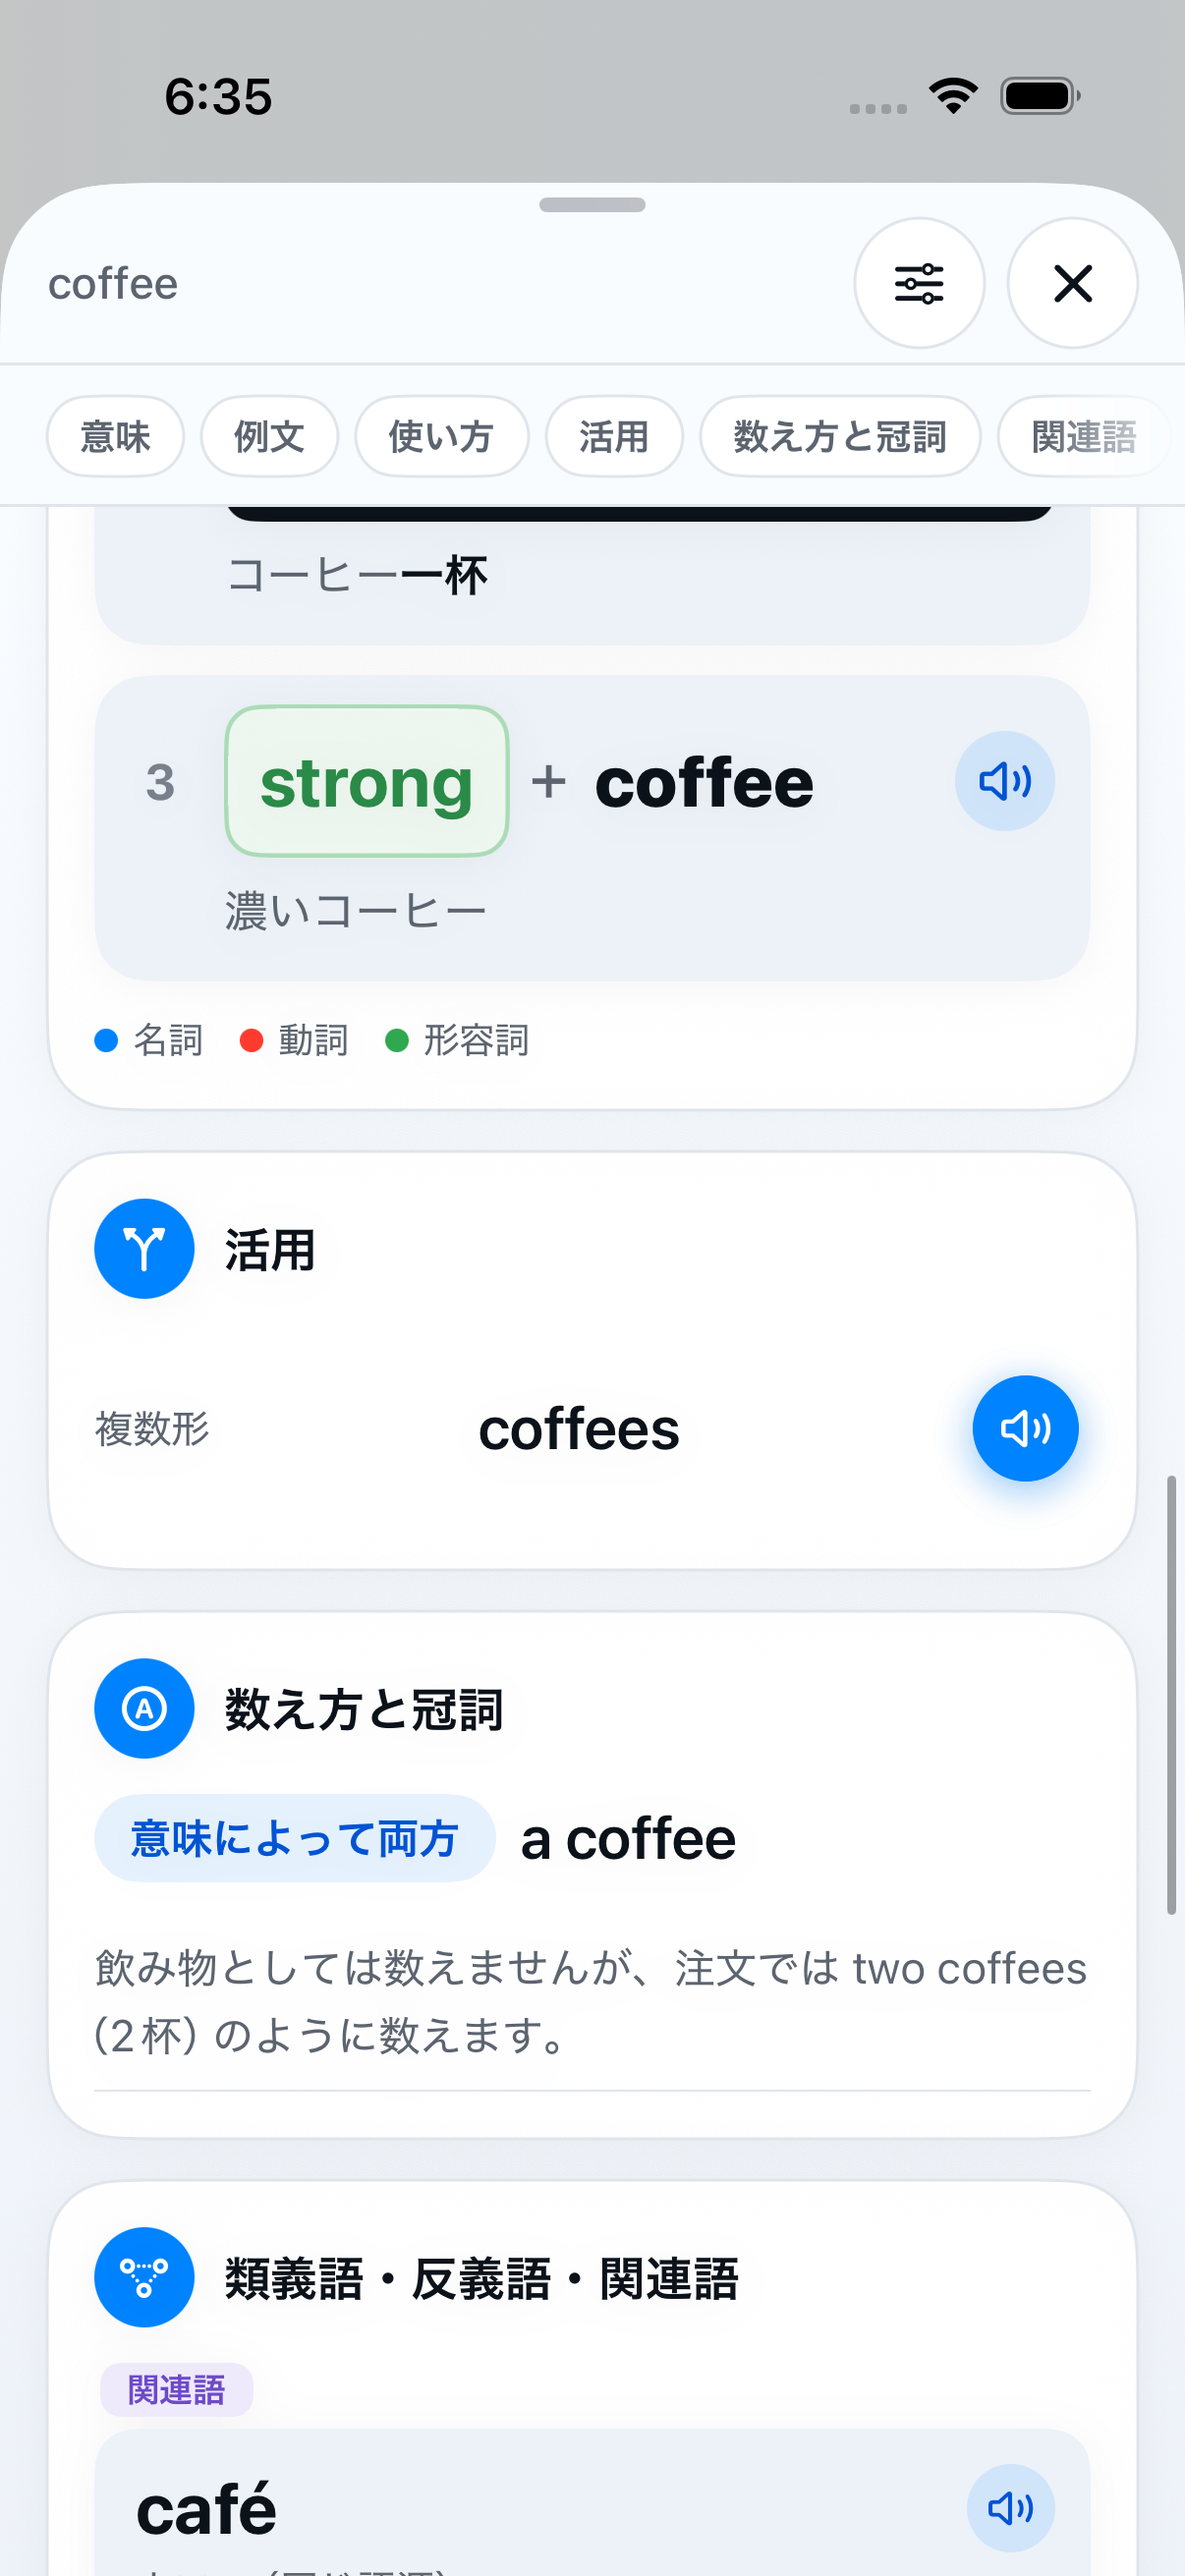 6:35
coffee
意味 例文 使い方 活用 数え方と冠詞 関連語
コーヒー一杯
3 strong + coffee
濃いコーヒー
名詞 動詞 形容詞
活用
複数形 coffees
数え方と冠詞
意味によって両方 a coffee
飲み物としては数えませんが、注文では two coffees
(2杯) のように数えます。
類義語・反義語・関連語
関連語
café